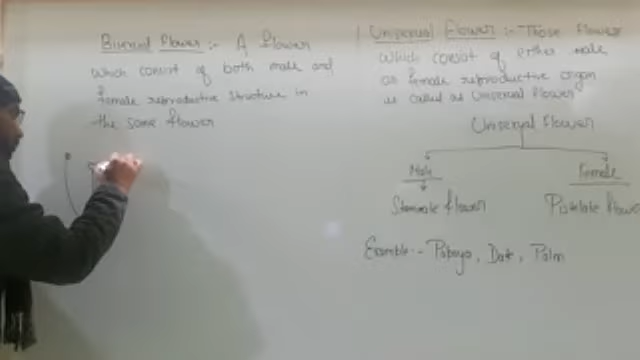 Bisexual Flower :- A flower
which consist of both male and
female reproductive structure in
the same flower
Unisexual Flower :- Those flower
which consist of either male
or female reproductive organ
is called as Unisexual Flower
Unisexual Flower
Male
Female
Staminate flower
Pistelate flower
Example :- Papaya, Date, Palm